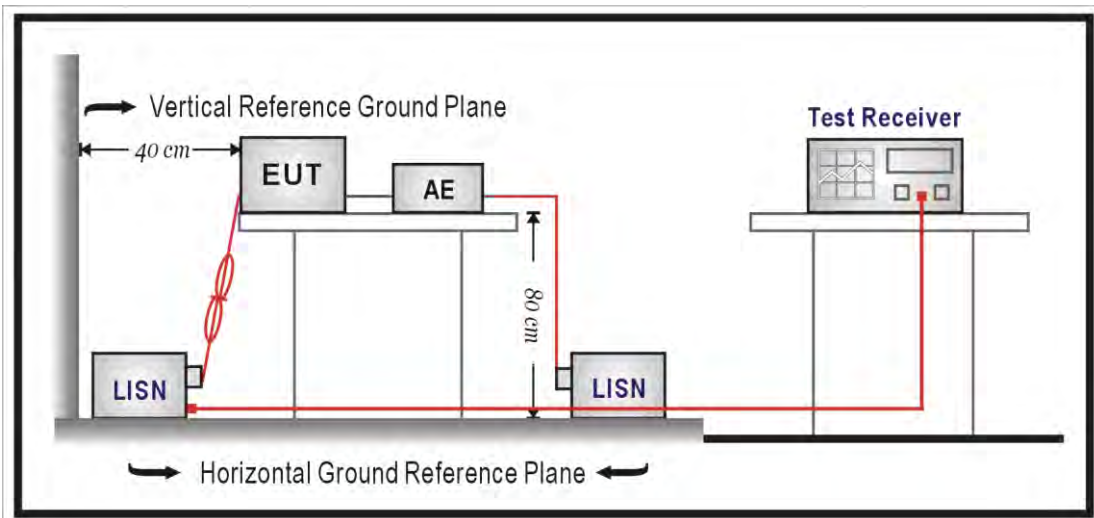 Vertical Reference Ground Plane
Test Receiver
40 cm
EUT
AE
80 cm
LISN
LISN
Horizontal Ground Reference Plane